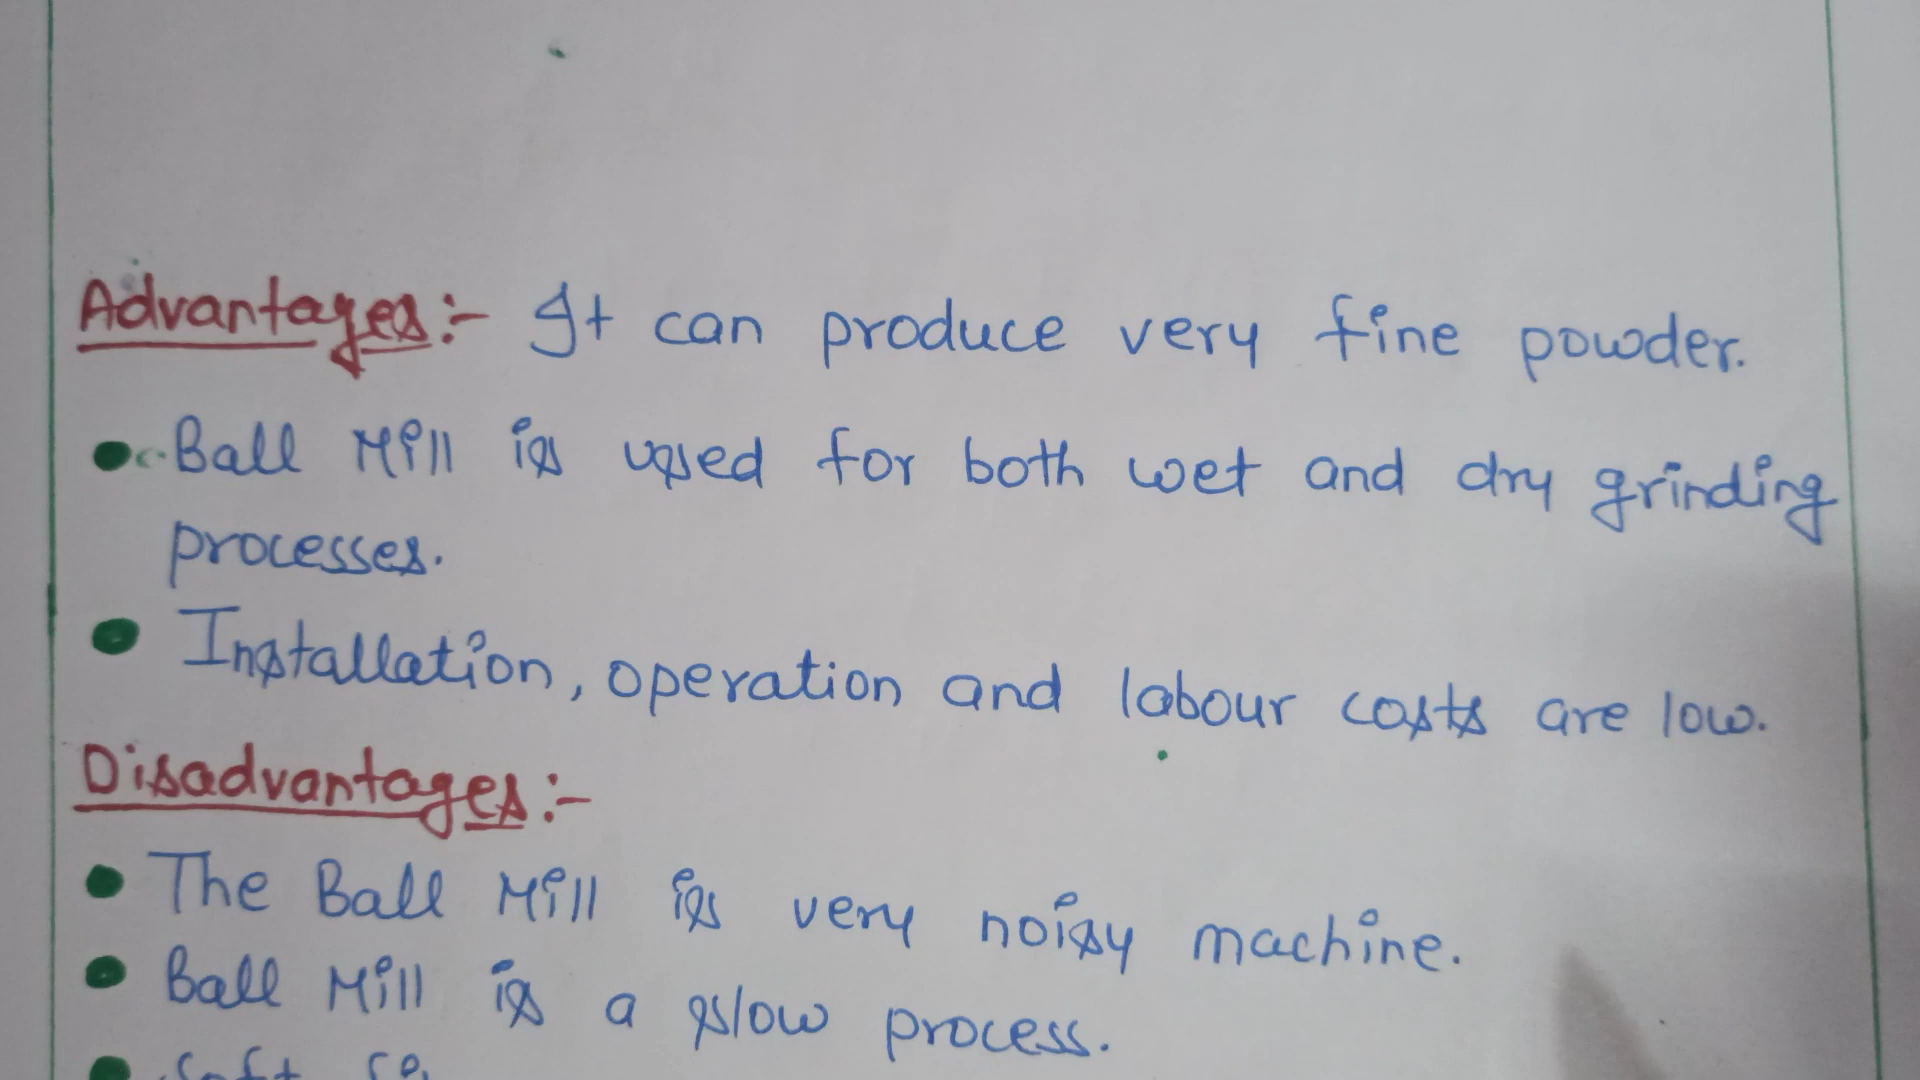 Advantages:- It can produce very fine powder.
• Ball Mill is used for both wet and dry grinding
processes.
• Installation, operation and labour costs are low.
Disadvantages:-
• The Ball Mill is very noisy machine.
• Ball Mill is a slow process.
• Soft